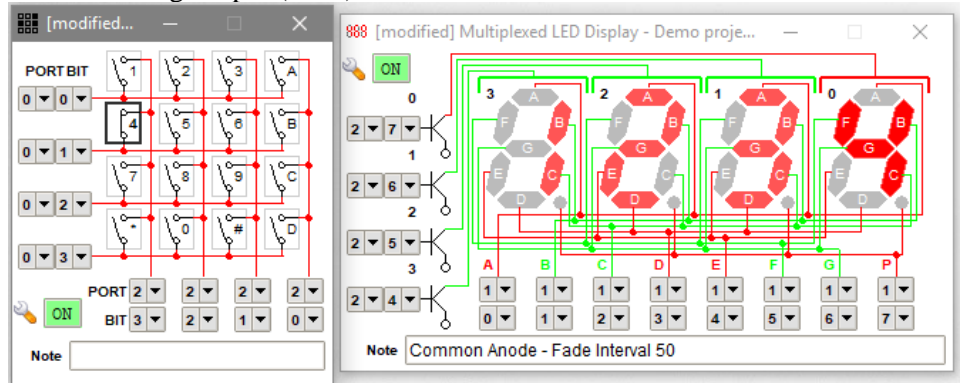 [modified...
PORT BIT
1 2 3 A
0 0
4 5 6 B
0 1
7 8 9 C
0 2
* 0 # D
0 3
PORT 2 2 2 2
ON
BIT 3 2 1 0
Note
888 [modified] Multiplexed LED Display - Demo proje...
ON
0
2 7
1
2 6
2
2 5
3
2 4
3 2 1 0
A A A A
F B F B F B F B
G G G G
E C E C E C E C
D D D D
A B C D E F G P
1 1 1 1 1 1 1 1
0 1 2 3 4 5 6 7
Note Common Anode - Fade Interval 50